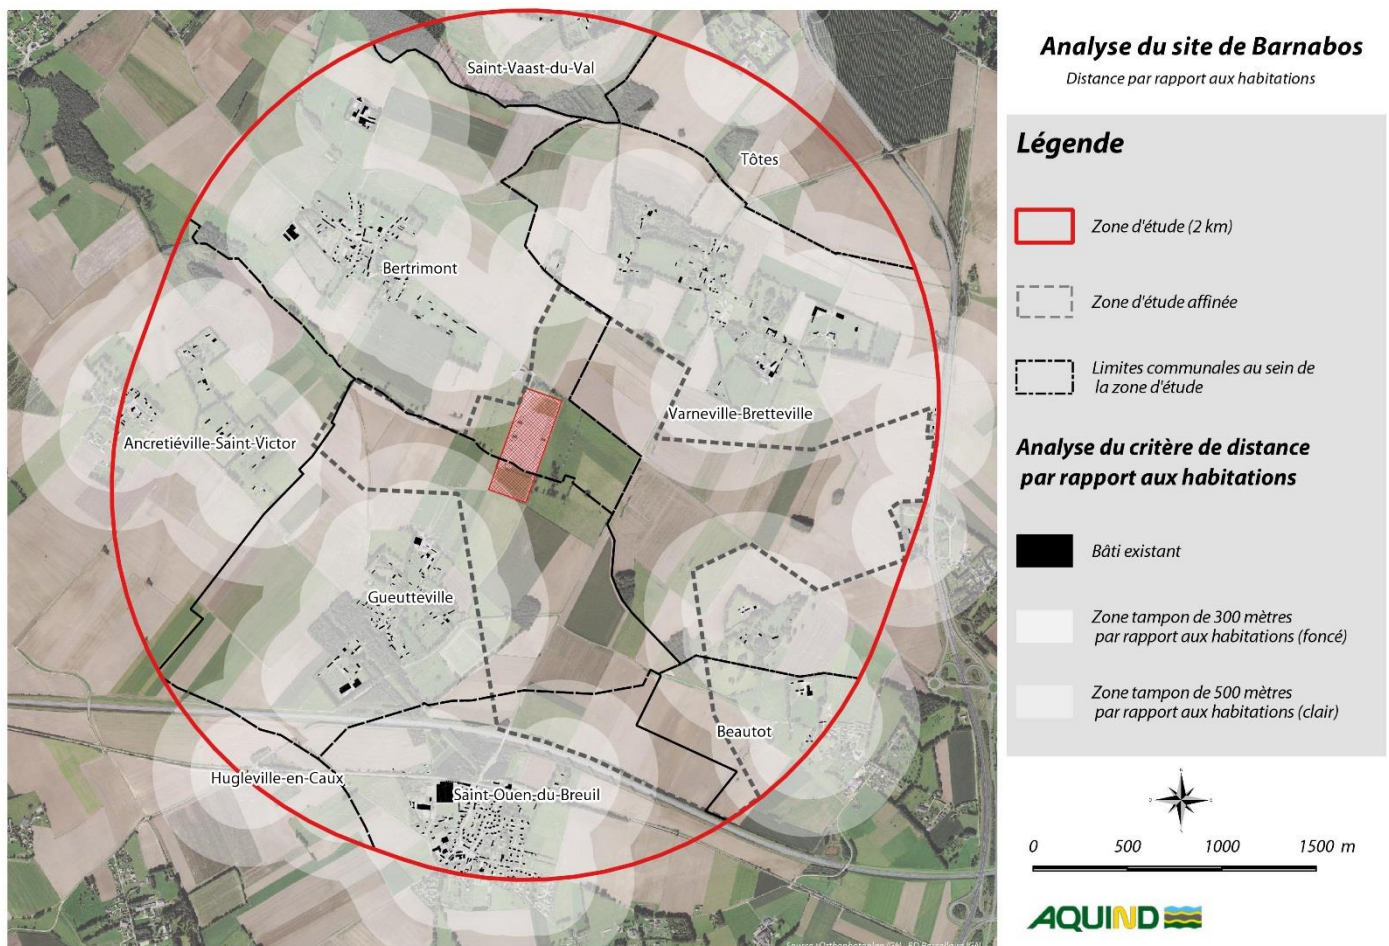 Analyse du site de Barnabos
Distance par rapport aux habitations
Légende
Zone d'étude (2 km)
Zone d'étude affinée
Limites communales au sein de
la zone d'étude
Analyse du critère de distance
par rapport aux habitations
Bâti existant
Zone tampon de 300 mètres
par rapport aux habitations (foncé)
Zone tampon de 500 mètres
par rapport aux habitations (clair)
0 500 1000 1500 m
AQUIND
Saint-Vaast-du-Val
Tôtes
Bertrimont
Varneville-Bretteville
Ancretiéville-Saint-Victor
Gueutteville
Beautot
Hugleville-en-Caux
Saint-Ouen-du-Breuil